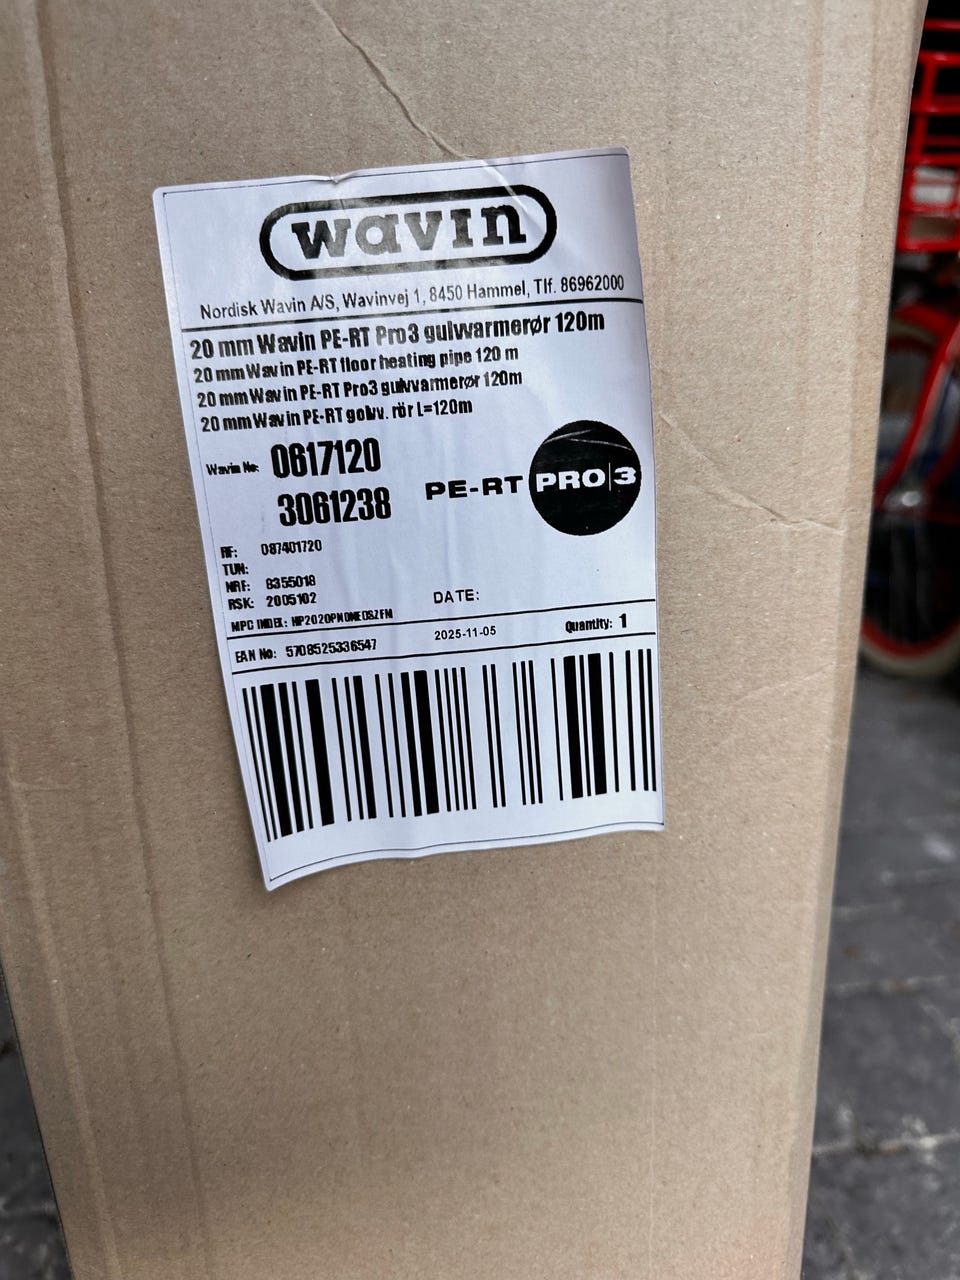 wavin
Nordisk Wavin A/S, Wavinvej 1, 8450 Hammel, Tlf. 86962000
20 mm Wavin PE-RT Pro3 gulvvarmerør 120m
20 mm Wavin PE-RT floor heating pipe 120 m
20 mm Wavin PE-RT Pro3 gulvvarmerør 120m
20 mm Wavin PE-RT golvv. rör L=120m
Wavin No: 0617120
3061238
PE-RT PRO|3
RF: 087401720
TUN:
NRF: 8355018
RSK: 2005102
DATE:
MPC INDEX:
EAN No: 5708525336547
2025-11-05
Quantity: 1